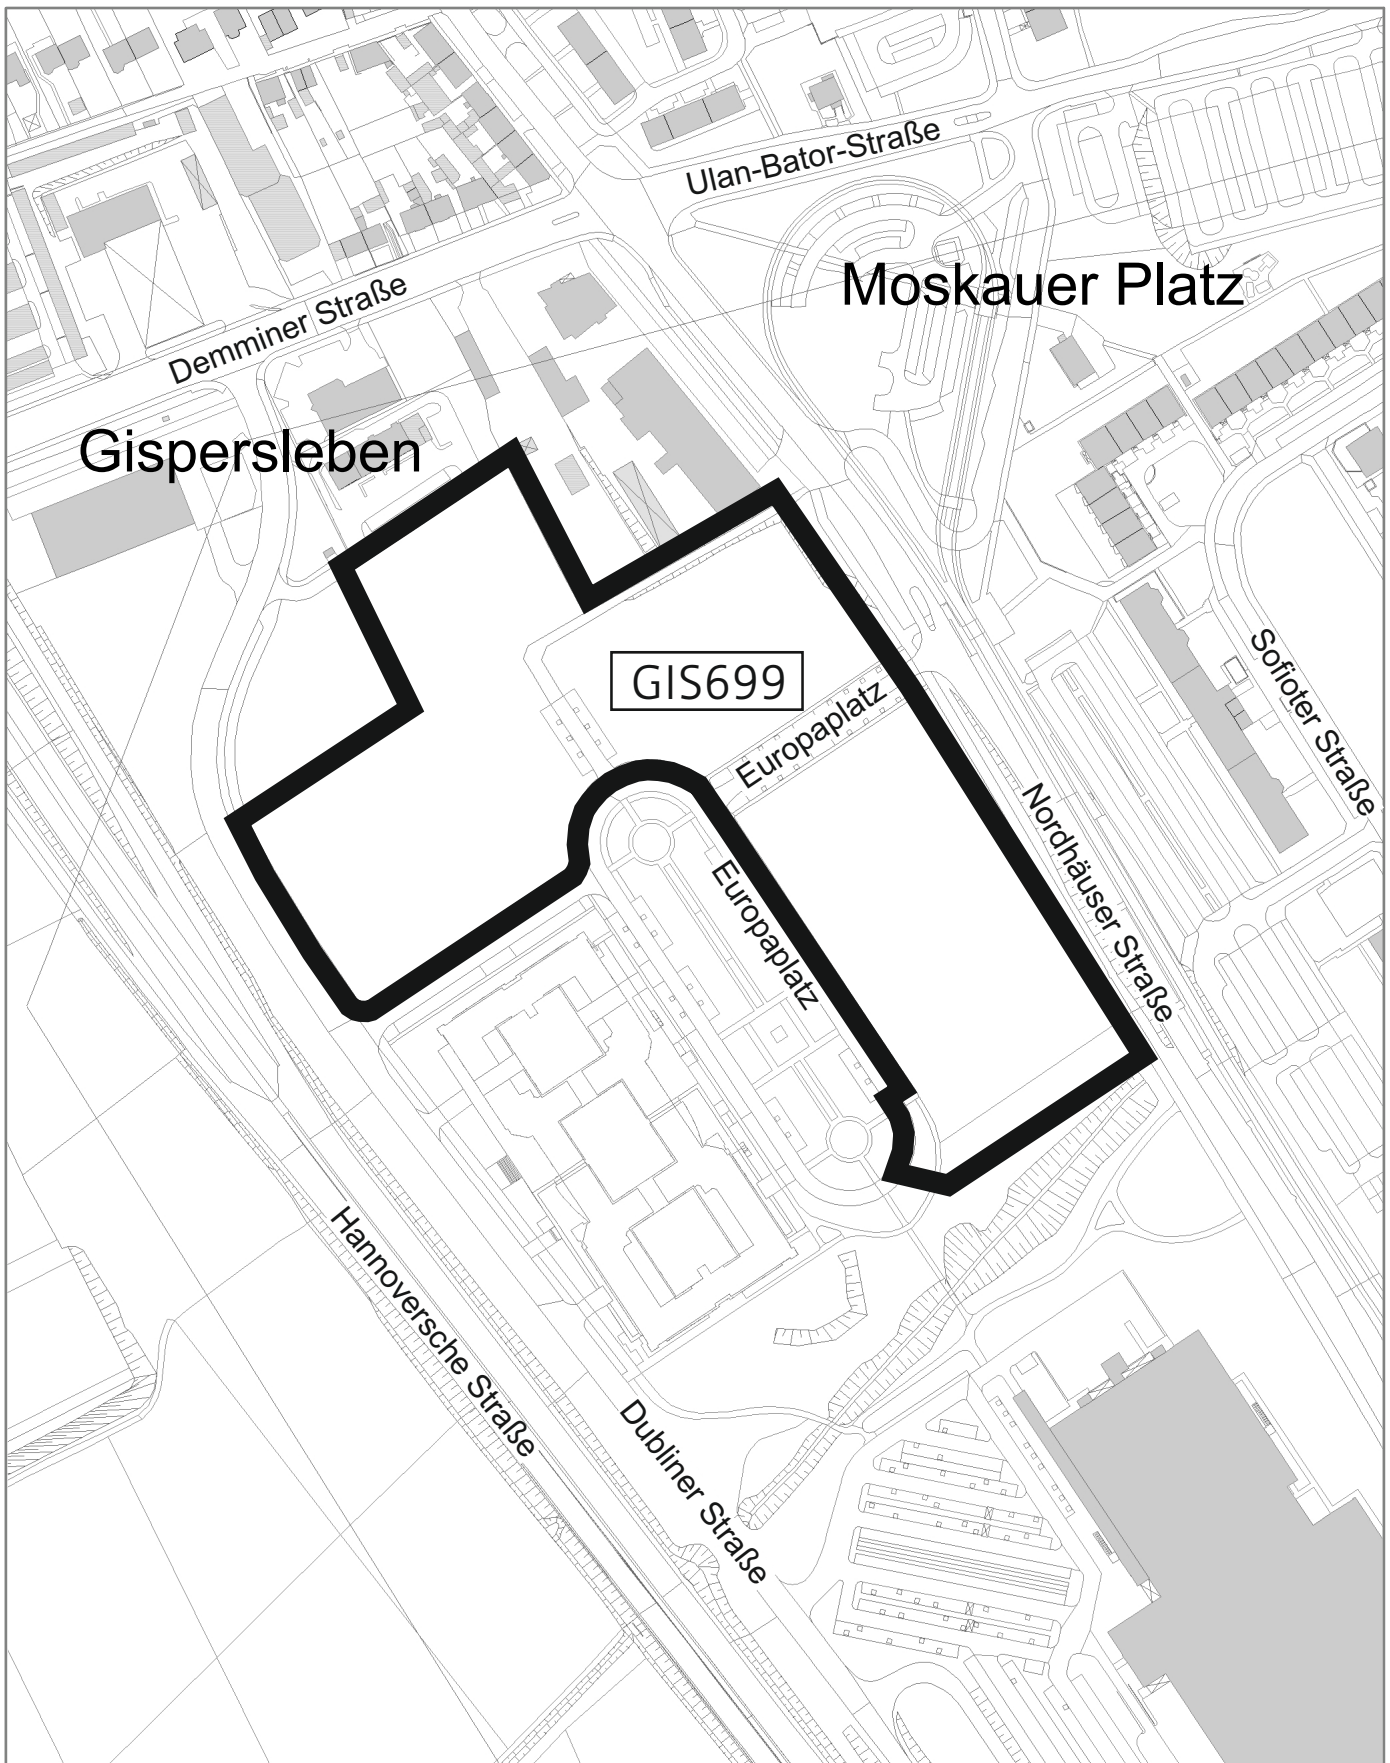 Ulan-Bator-Straße
Moskauer Platz
Demminer Straße
Gispersleben
GIS699
Europaplatz
Sofioter Straße
Nordhäuser Straße
Europaplatz
Hannoversche Straße
Dubliner Straße